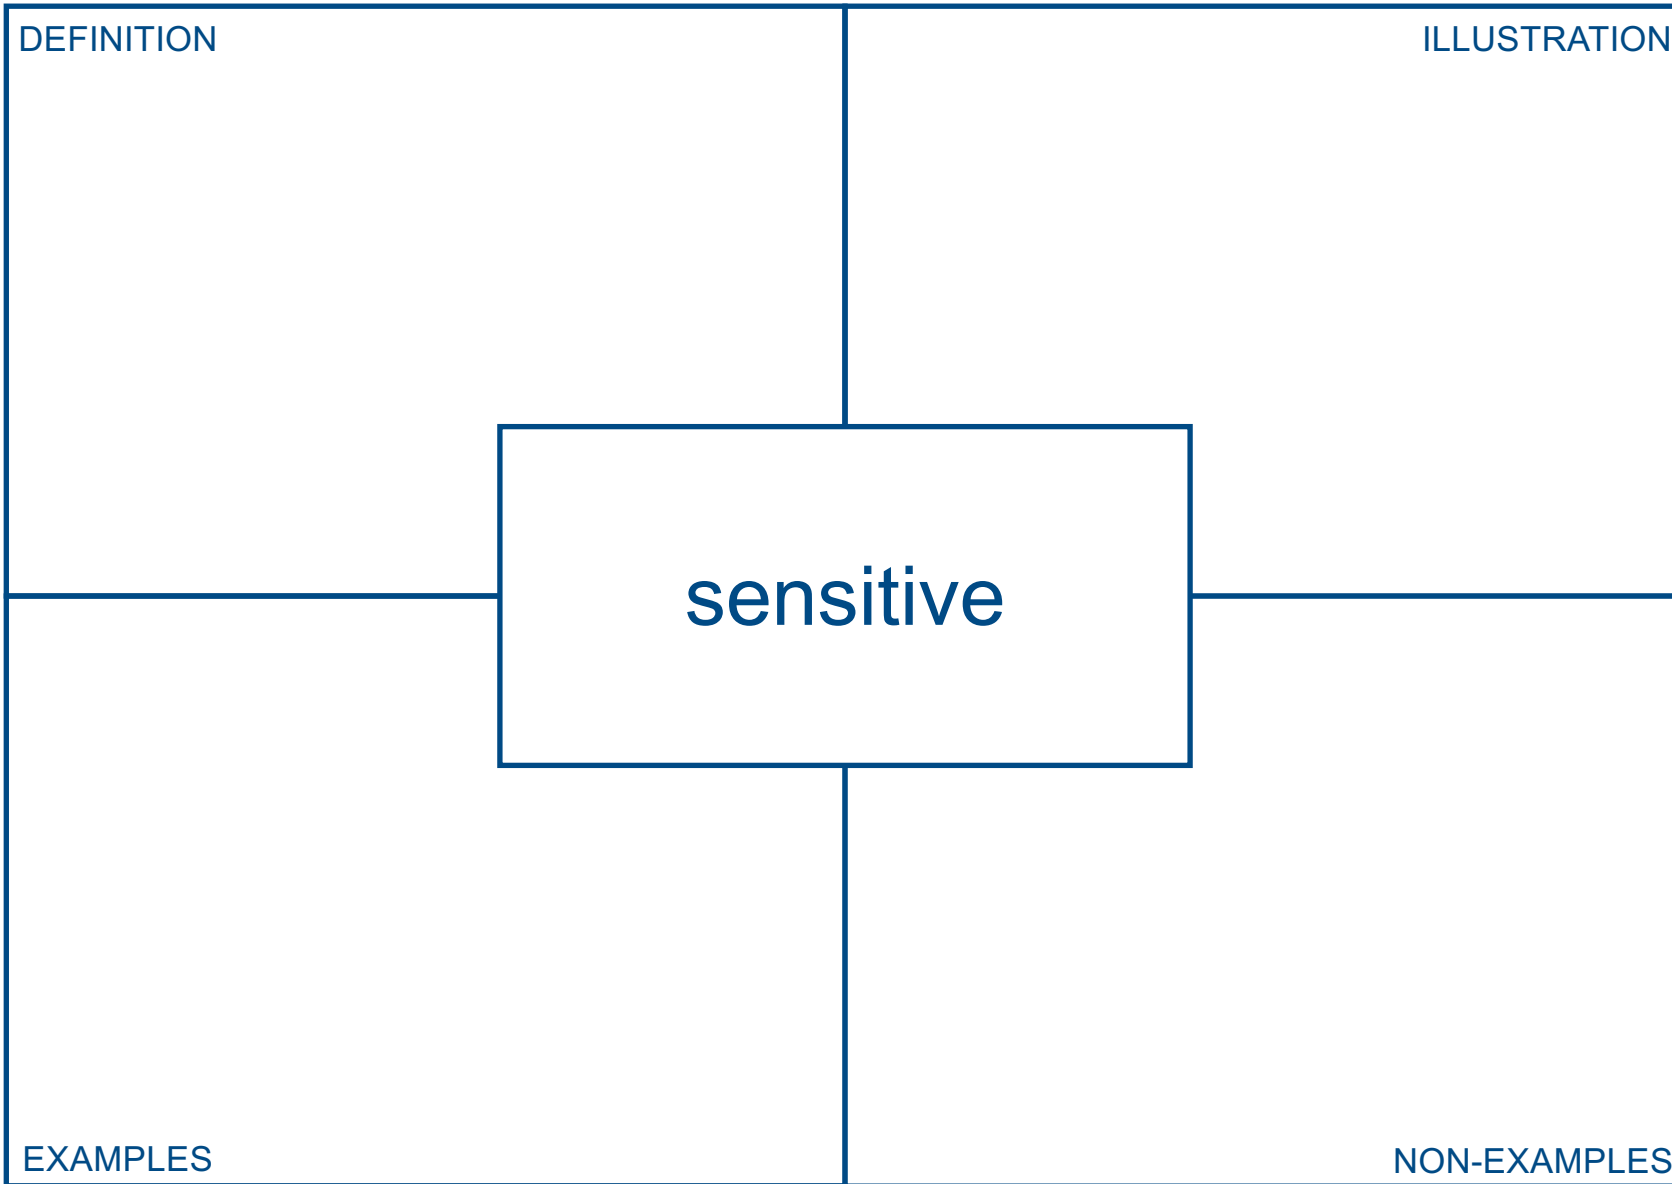 DEFINITION
ILLUSTRATION
sensitive
EXAMPLES
NON-EXAMPLES